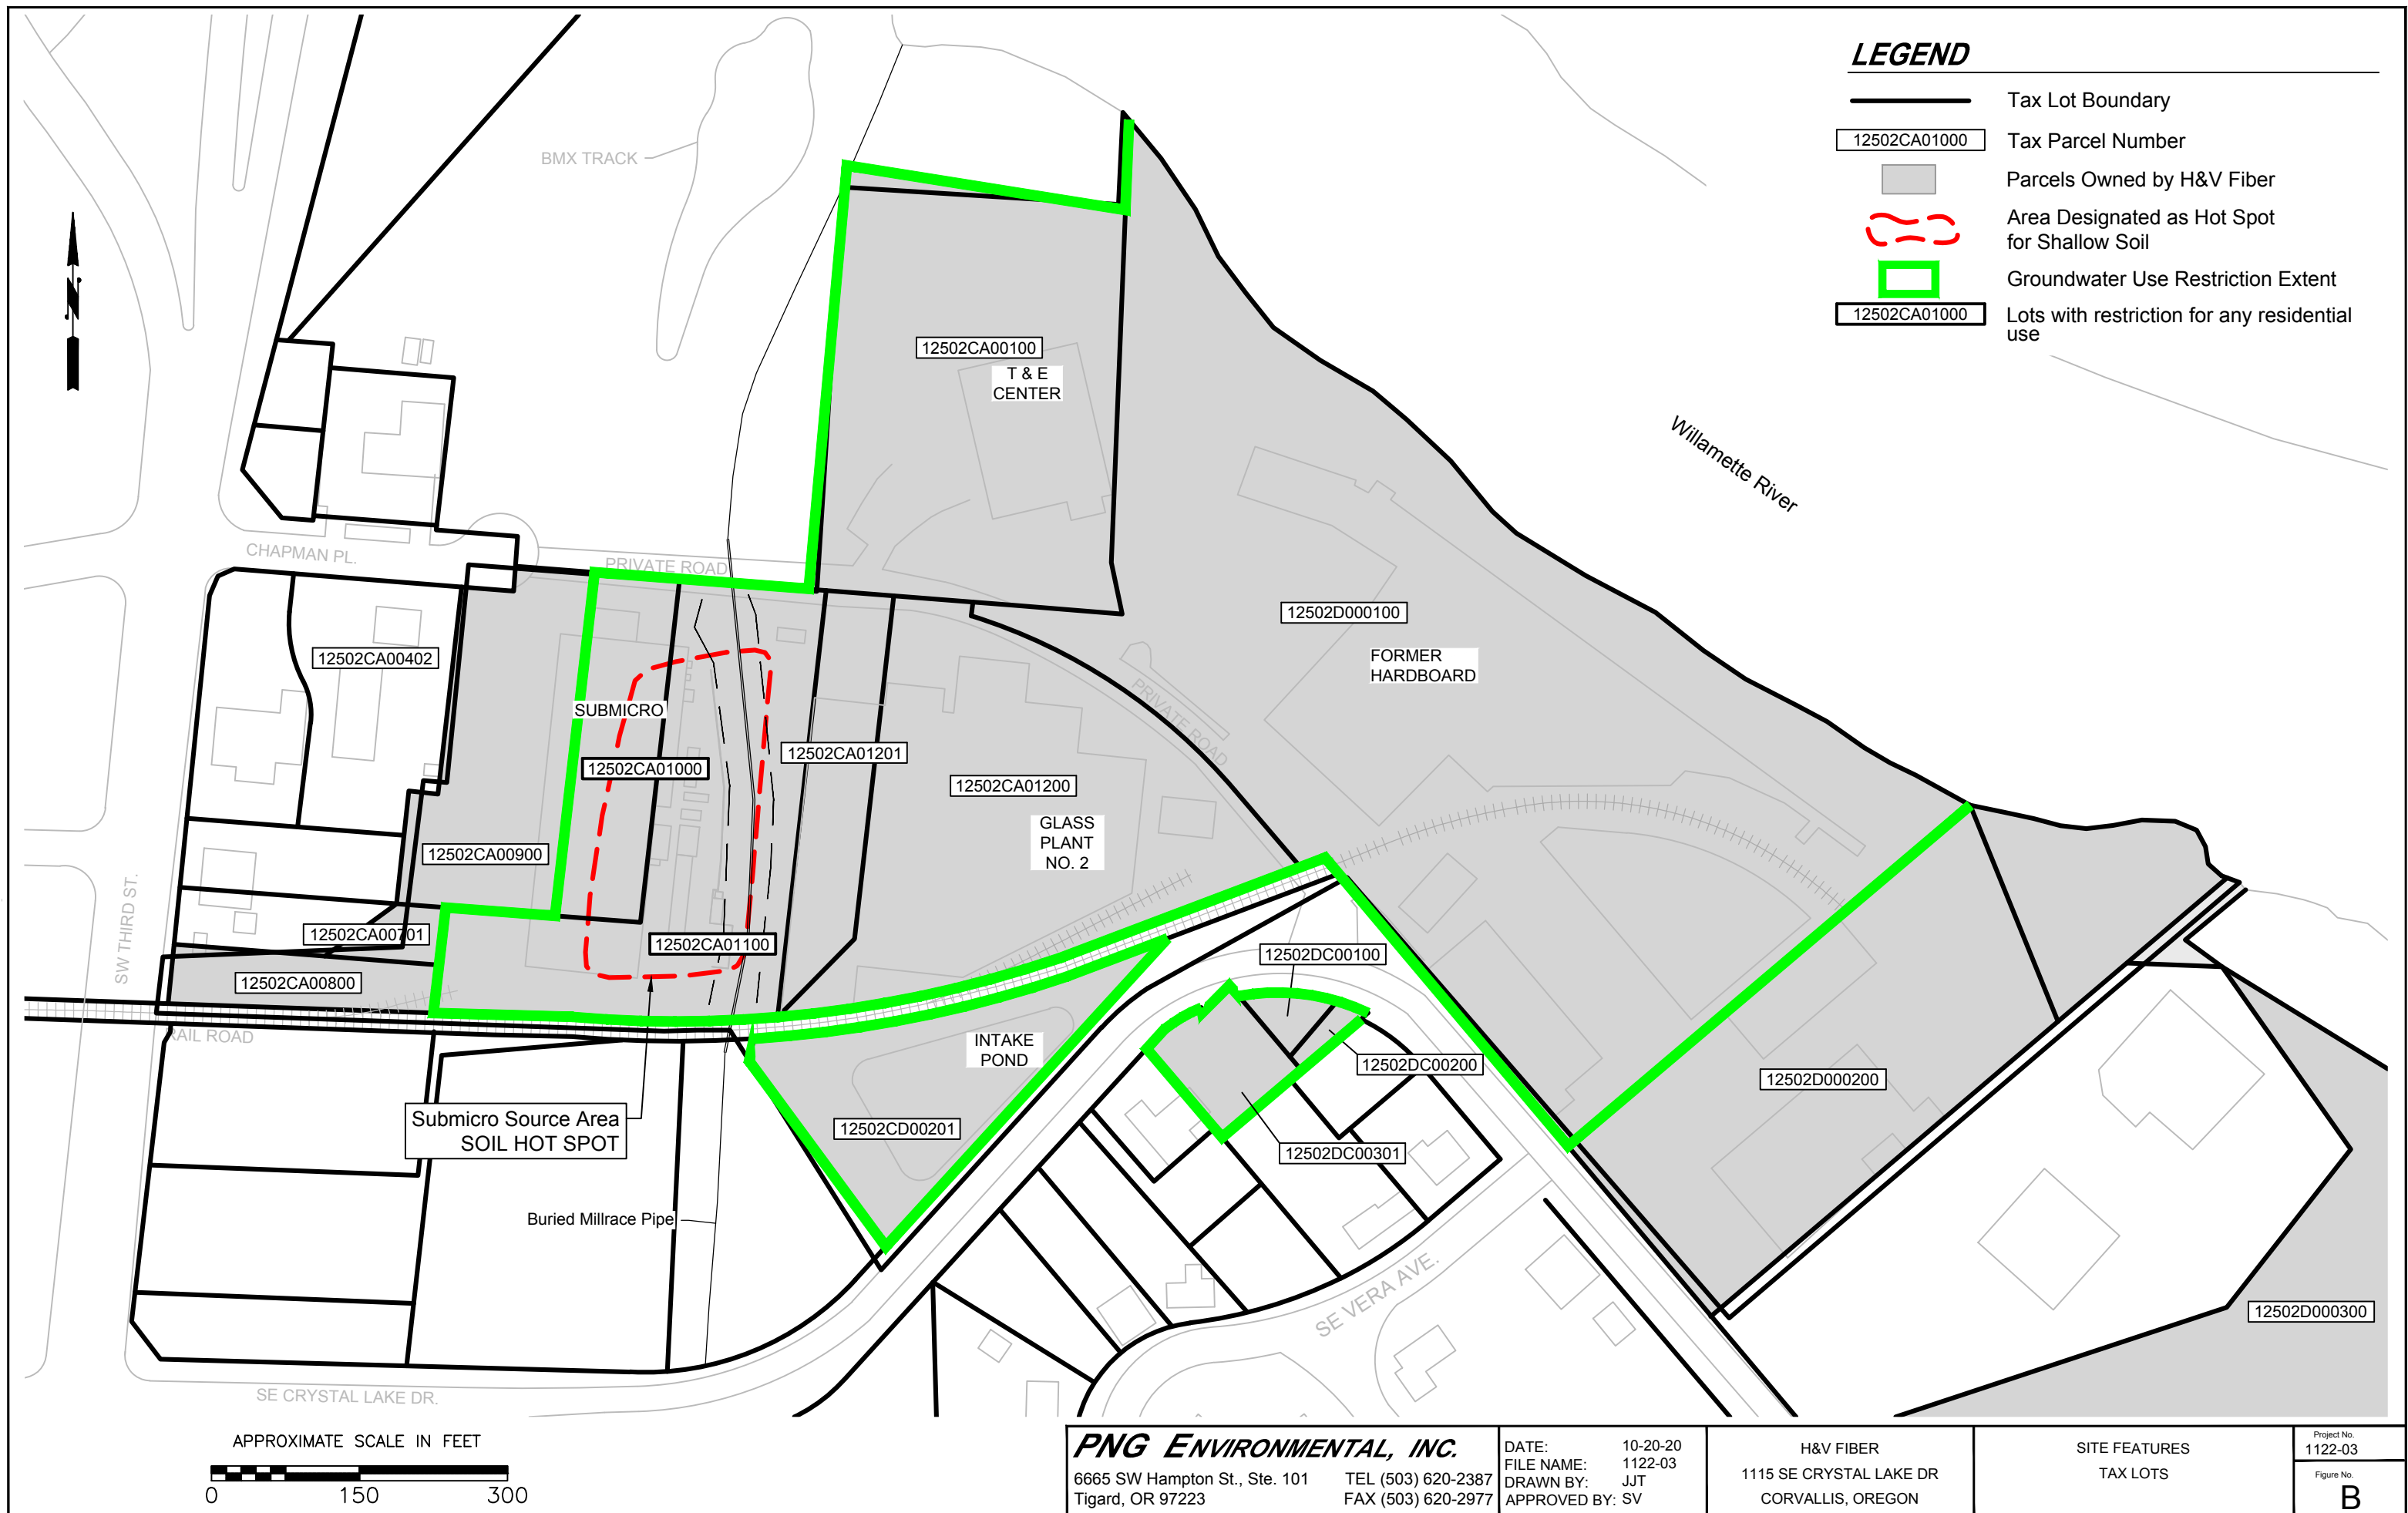 LEGEND
Tax Lot Boundary
12502CA01000
Tax Parcel Number
Parcels Owned by H&V Fiber
Area Designated as Hot Spot
for Shallow Soil
Groundwater Use Restriction Extent
12502CA01000
Lots with restriction for any residential
use
BMX TRACK
N
12502CA00100
T & E
CENTER
Willamette River
CHAPMAN PL.
PRIVATE ROAD
12502D000100
12502CA00402
FORMER
HARDBOARD
PRIVATE ROAD
SUBMICRO
12502CA01201
12502CA01000
12502CA01200
GLASS
PLANT
NO. 2
12502CA00900
SW THIRD ST.
12502CA00701
12502CA01100
12502DC00100
12502CA00800
RAIL ROAD
INTAKE
POND
12502DC00200
12502D000200
Submicro Source Area
SOIL HOT SPOT
12502CD00201
12502DC00301
Buried Millrace Pipe
SE VERA AVE.
12502D000300
SE CRYSTAL LAKE DR.
APPROXIMATE SCALE IN FEET
0 150 300
PNG ENVIRONMENTAL, INC.
6665 SW Hampton St., Ste. 101 TEL (503) 620-2387
Tigard, OR 97223 FAX (503) 620-2977
DATE: 10-20-20
FILE NAME: 1122-03
DRAWN BY: JJT
APPROVED BY: SV
H&V FIBER
1115 SE CRYSTAL LAKE DR
CORVALLIS, OREGON
SITE FEATURES
TAX LOTS
Project No.
1122-03
Figure No.
B